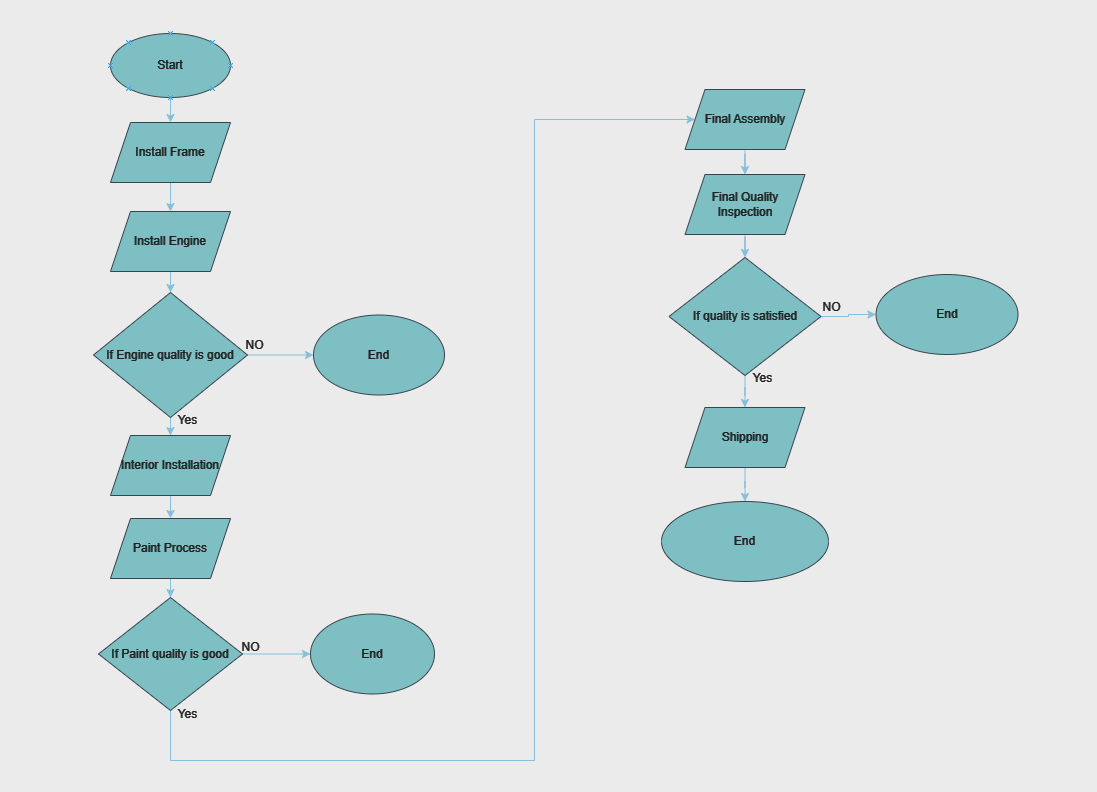 Start
Install Frame
Install Engine
If Engine quality is good
NO
End
Yes
Interior Installation
Paint Process
If Paint quality is good
NO
End
Yes
Final Assembly
Final Quality
Inspection
If quality is satisfied
NO
End
Yes
Shipping
End